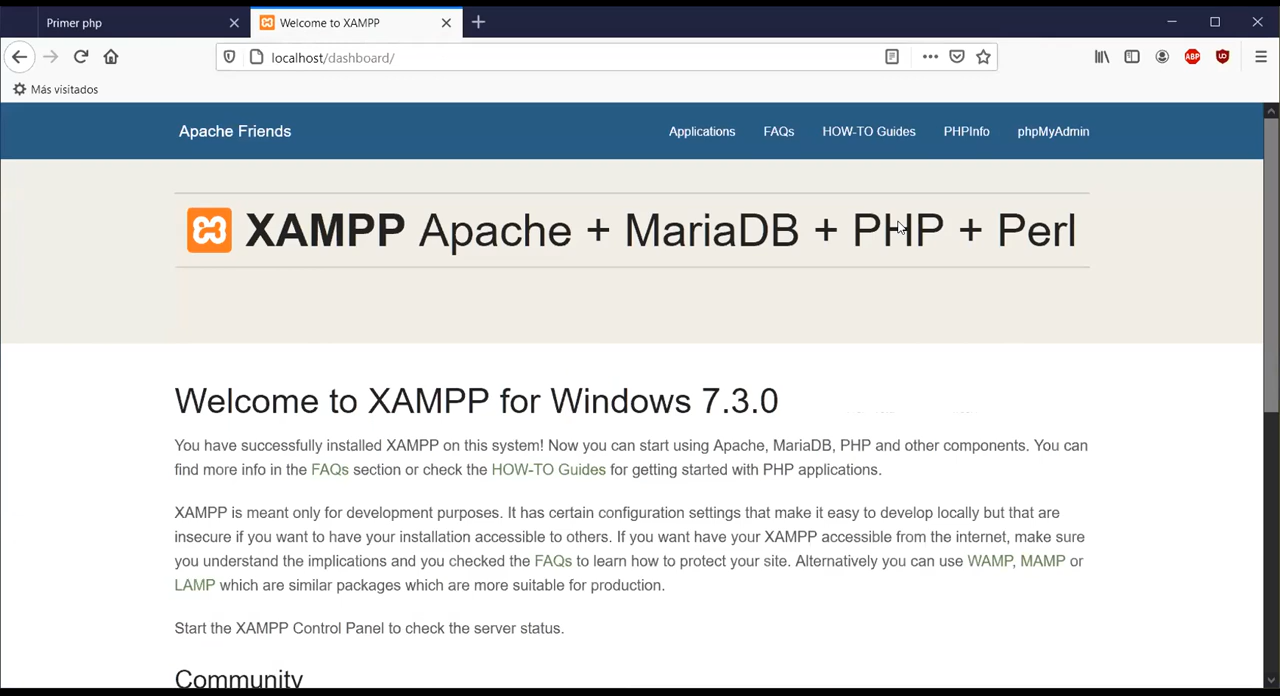 Primer php
Welcome to XAMPP
localhost/dashboard/
ABP
Más visitados
Apache Friends
Applications
FAQs
HOW-TO Guides
PHPInfo
phpMyAdmin
XAMPP Apache + MariaDB + PHP + Perl
Welcome to XAMPP for Windows 7.3.0
You have successfully installed XAMPP on this system! Now you can start using Apache, MariaDB, PHP and other components. You can
find more info in the FAQs section or check the HOW-TO Guides for getting started with PHP applications.
XAMPP is meant only for development purposes. It has certain configuration settings that make it easy to develop locally but that are
insecure if you want to have your installation accessible to others. If you want have your XAMPP accessible from the internet, make sure
you understand the implications and you checked the FAQs to learn how to protect your site. Alternatively you can use WAMP, MAMP or
LAMP which are similar packages which are more suitable for production.
Start the XAMPP Control Panel to check the server status.
Community